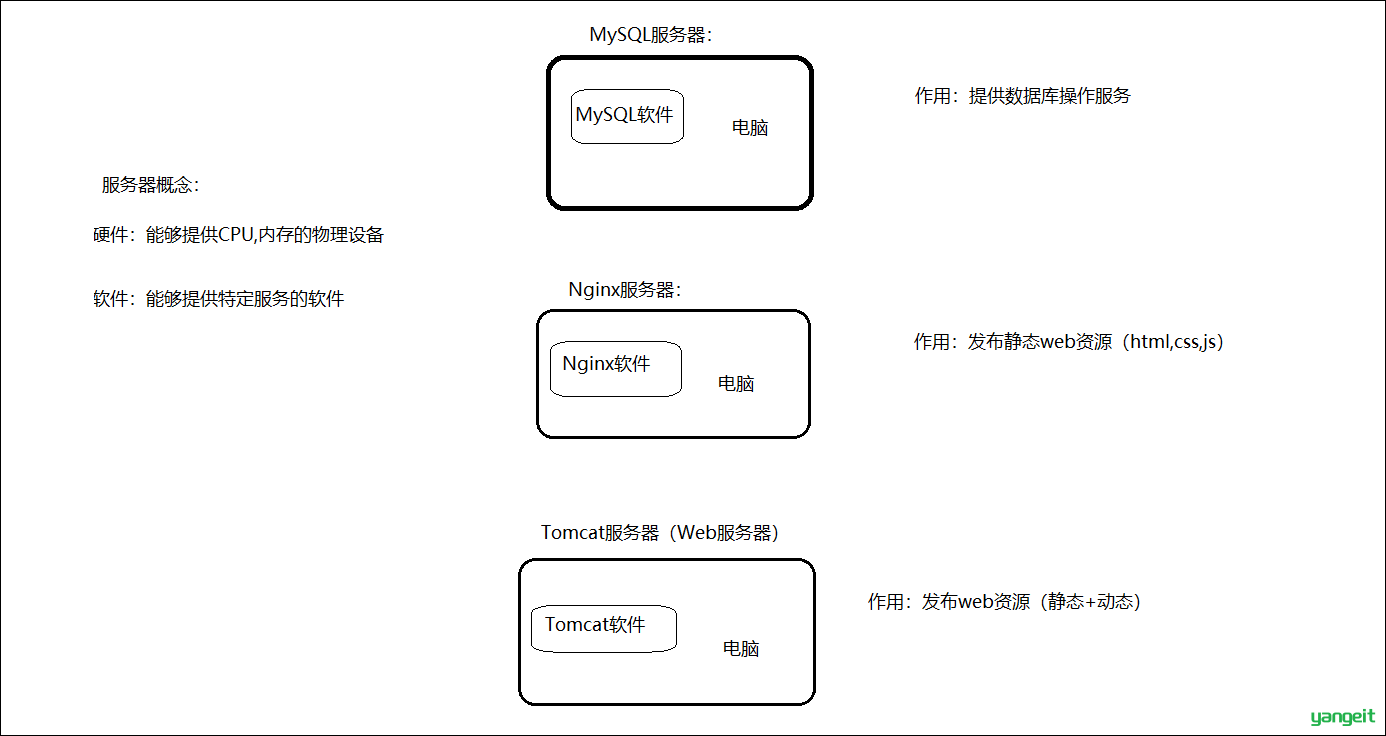 MySQL服务器：
MySQL软件
电脑
作用：提供数据库操作服务
服务器概念：
硬件：能够提供CPU,内存的物理设备
软件：能够提供特定服务的软件
Nginx服务器：
Nginx软件
电脑
作用：发布静态web资源（html,css,js）
Tomcat服务器（Web服务器）
Tomcat软件
电脑
作用：发布web资源（静态+动态）
yangeit